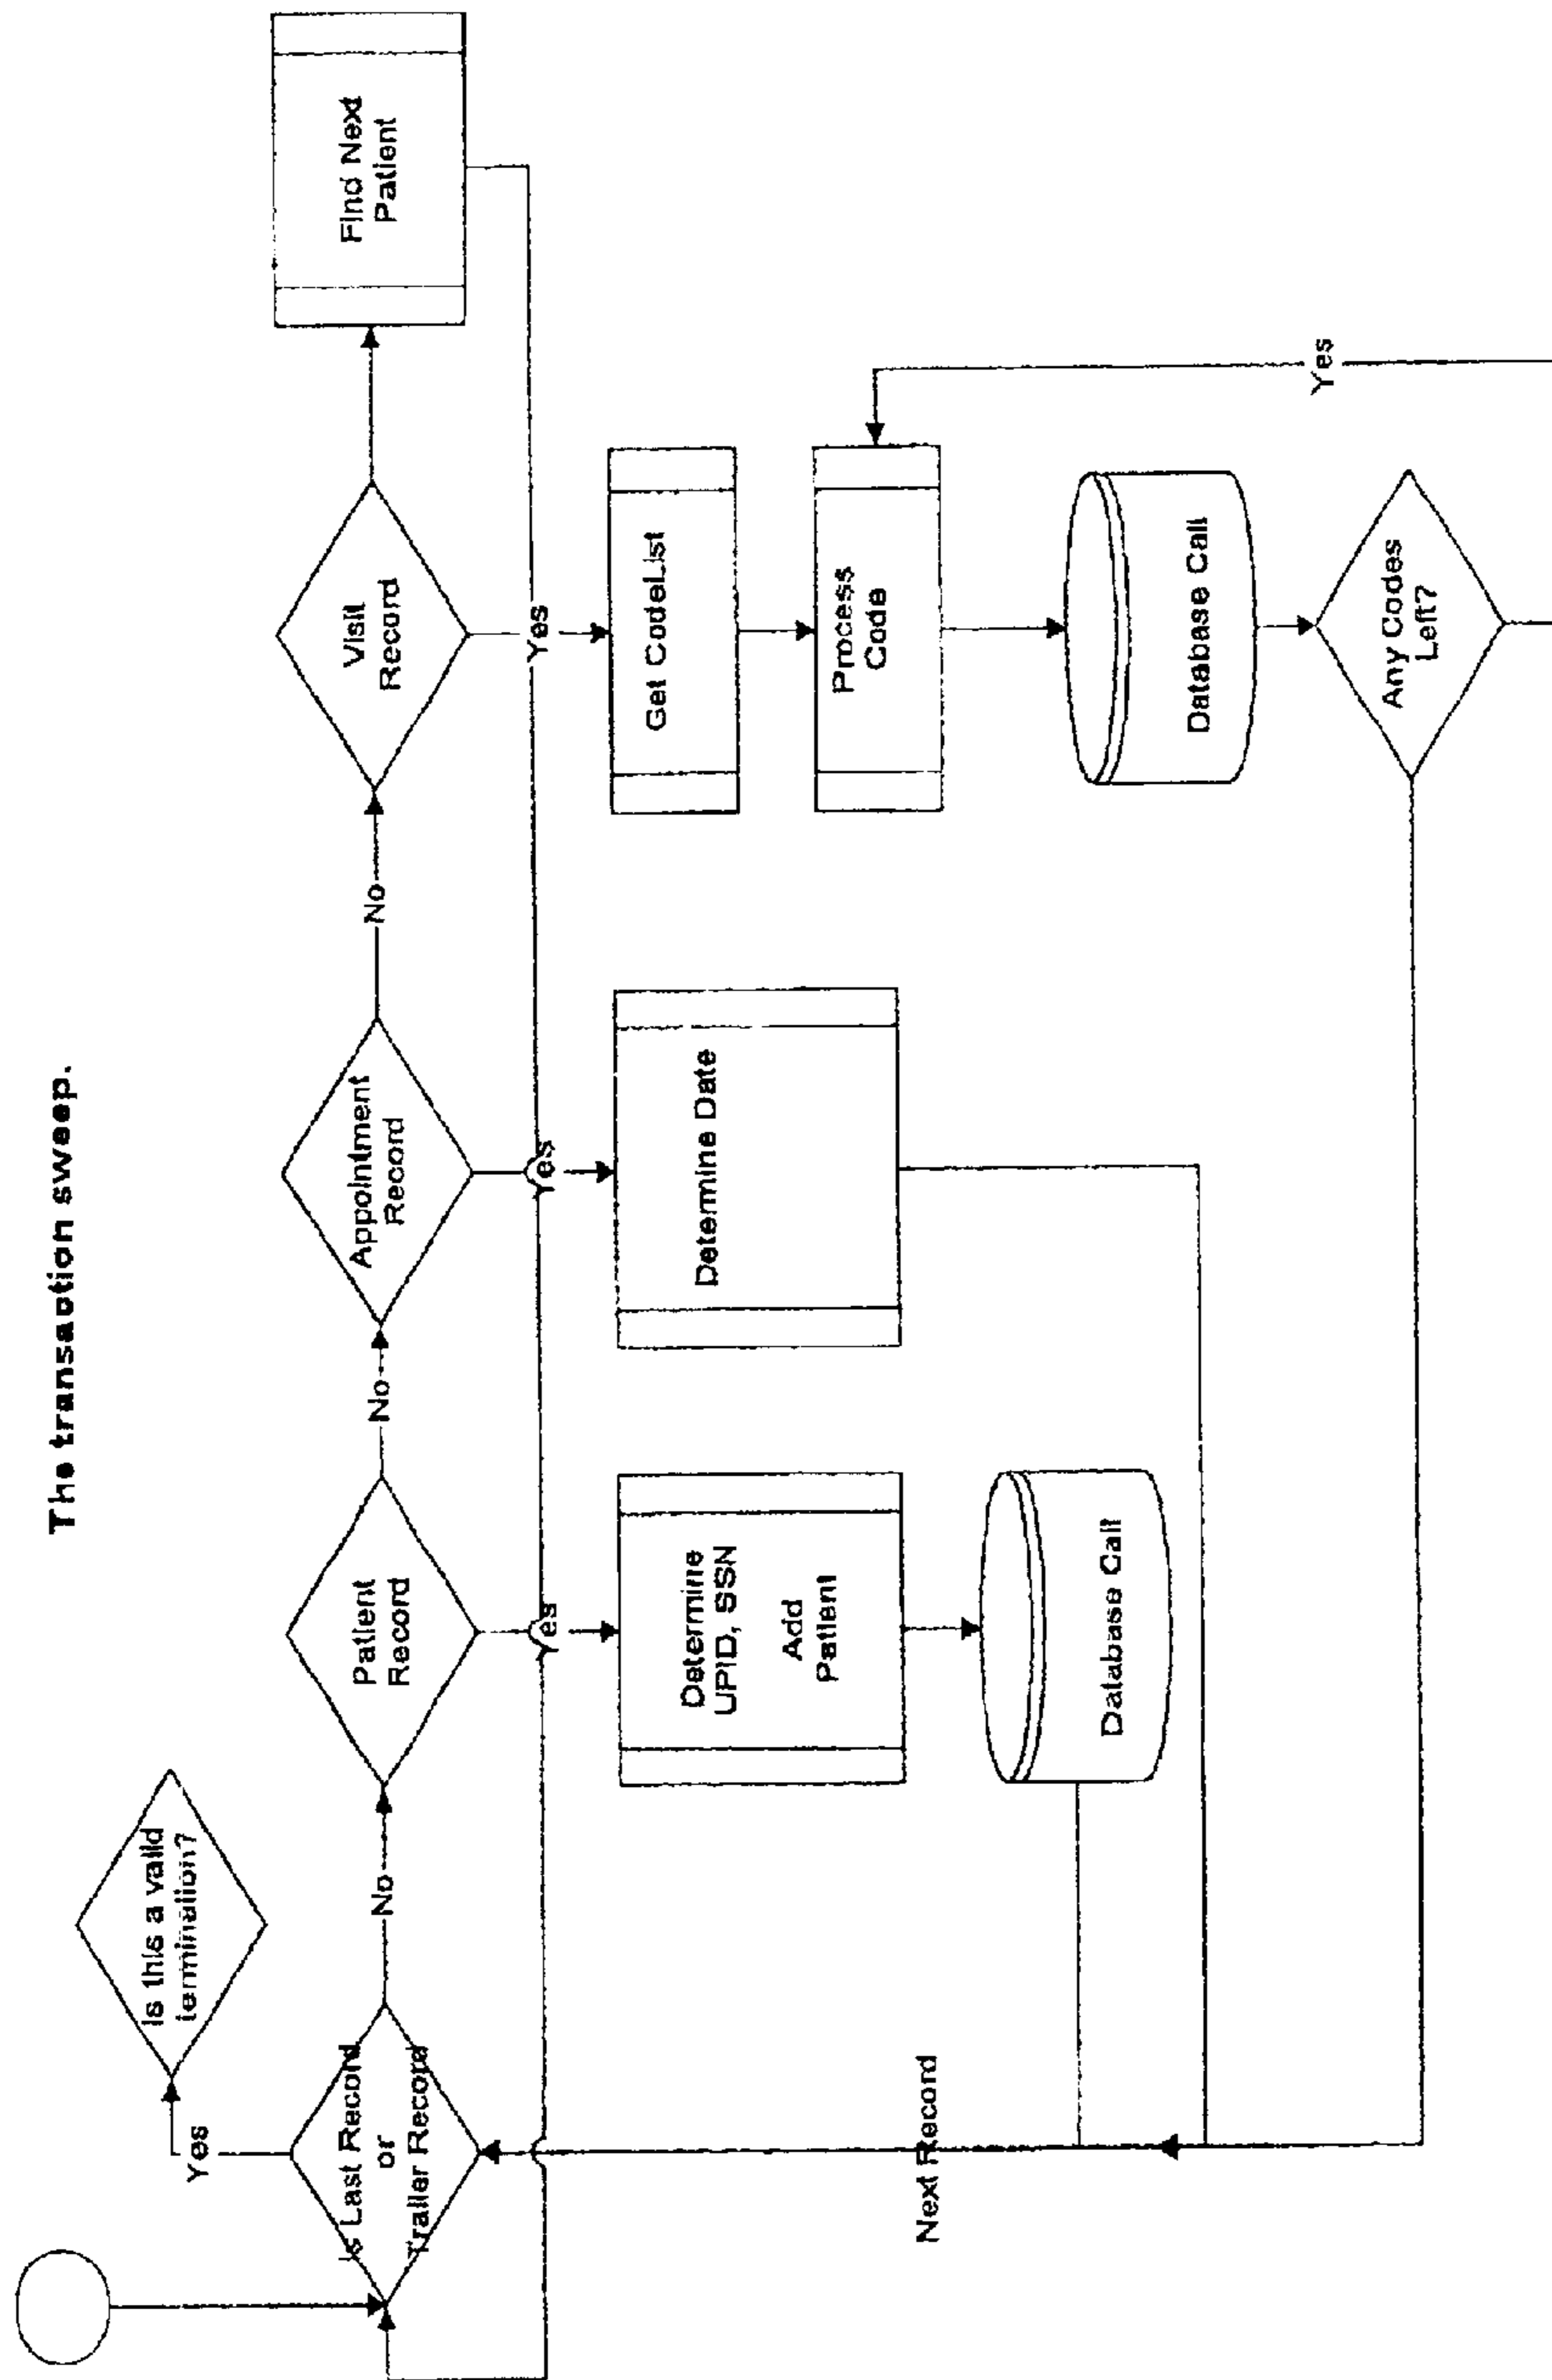 The transaction sweep.
Is this a valid
termination?
Yes
Is Last Record
or
Trailer Record
No
Patient
Record
No
Appointment
Record
No
Visit
Record
Find Next
Patient
Yes
Yes
Yes
Determine
UPID, SSN
Add
Patient
Determine Date
Get CodeList
Process
Code
Database Call
Database Call
Any Codes
Left?
Yes
Next Record